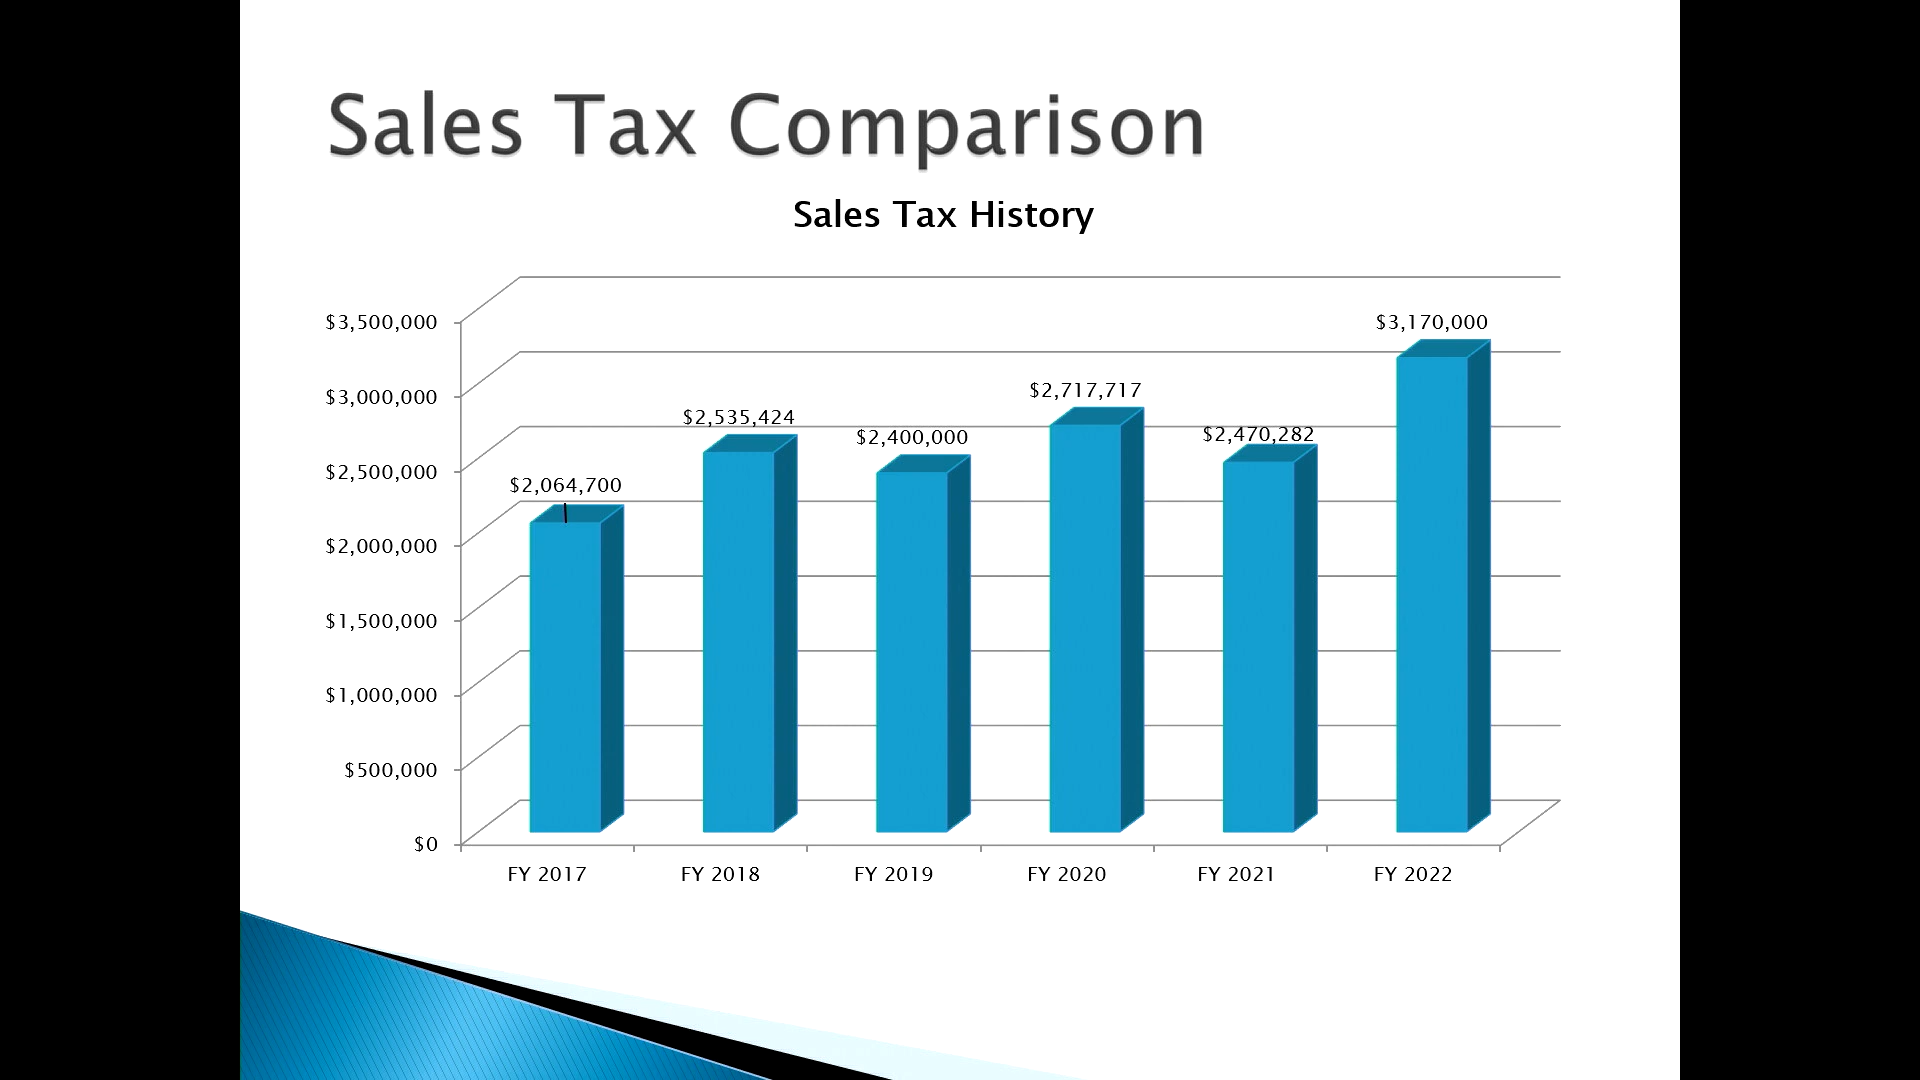 Sales Tax Comparison
Sales Tax History
$3,500,000
$3,000,000
$2,500,000
$2,000,000
$1,500,000
$1,000,000
$500,000
$0
$2,064,700
$2,535,424
$2,400,000
$2,717,717
$2,470,282
$3,170,000
FY 2017
FY 2018
FY 2019
FY 2020
FY 2021
FY 2022